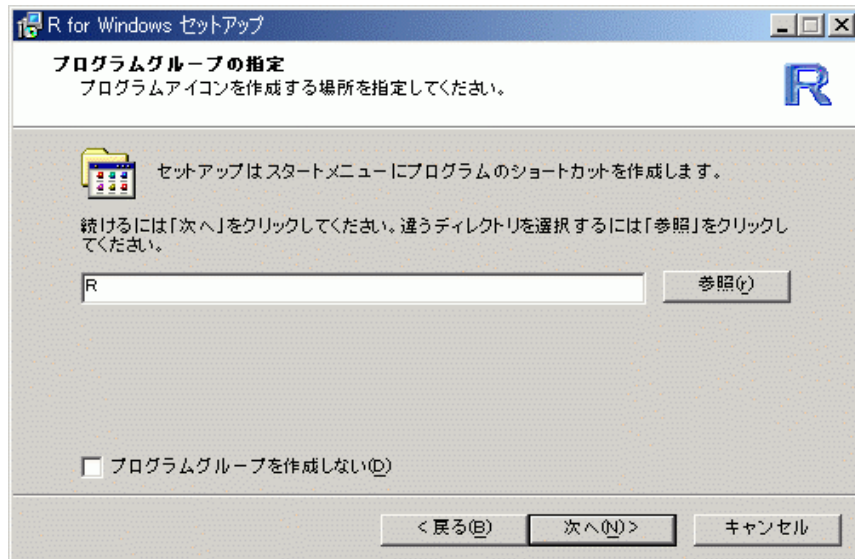 R for Windows セットアップ
プログラムグループの指定
プログラムアイコンを作成する場所を指定してください。
R
セットアップはスタートメニューにプログラムのショートカットを作成します。
続けるには「次へ」をクリックしてください。違うディレクトリを選択するには「参照」をクリックし
てください。
R
参照(r)
プログラムグループを作成しない(D)
<戻る(B)
次へ(N)>
キャンセル